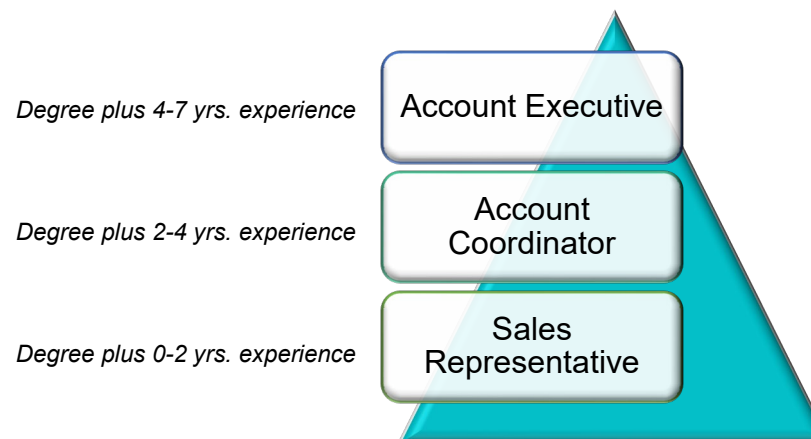 Degree plus 4-7 yrs. experience
Account Executive
Degree plus 2-4 yrs. experience
Account
Coordinator
Degree plus 0-2 yrs. experience
Sales
Representative